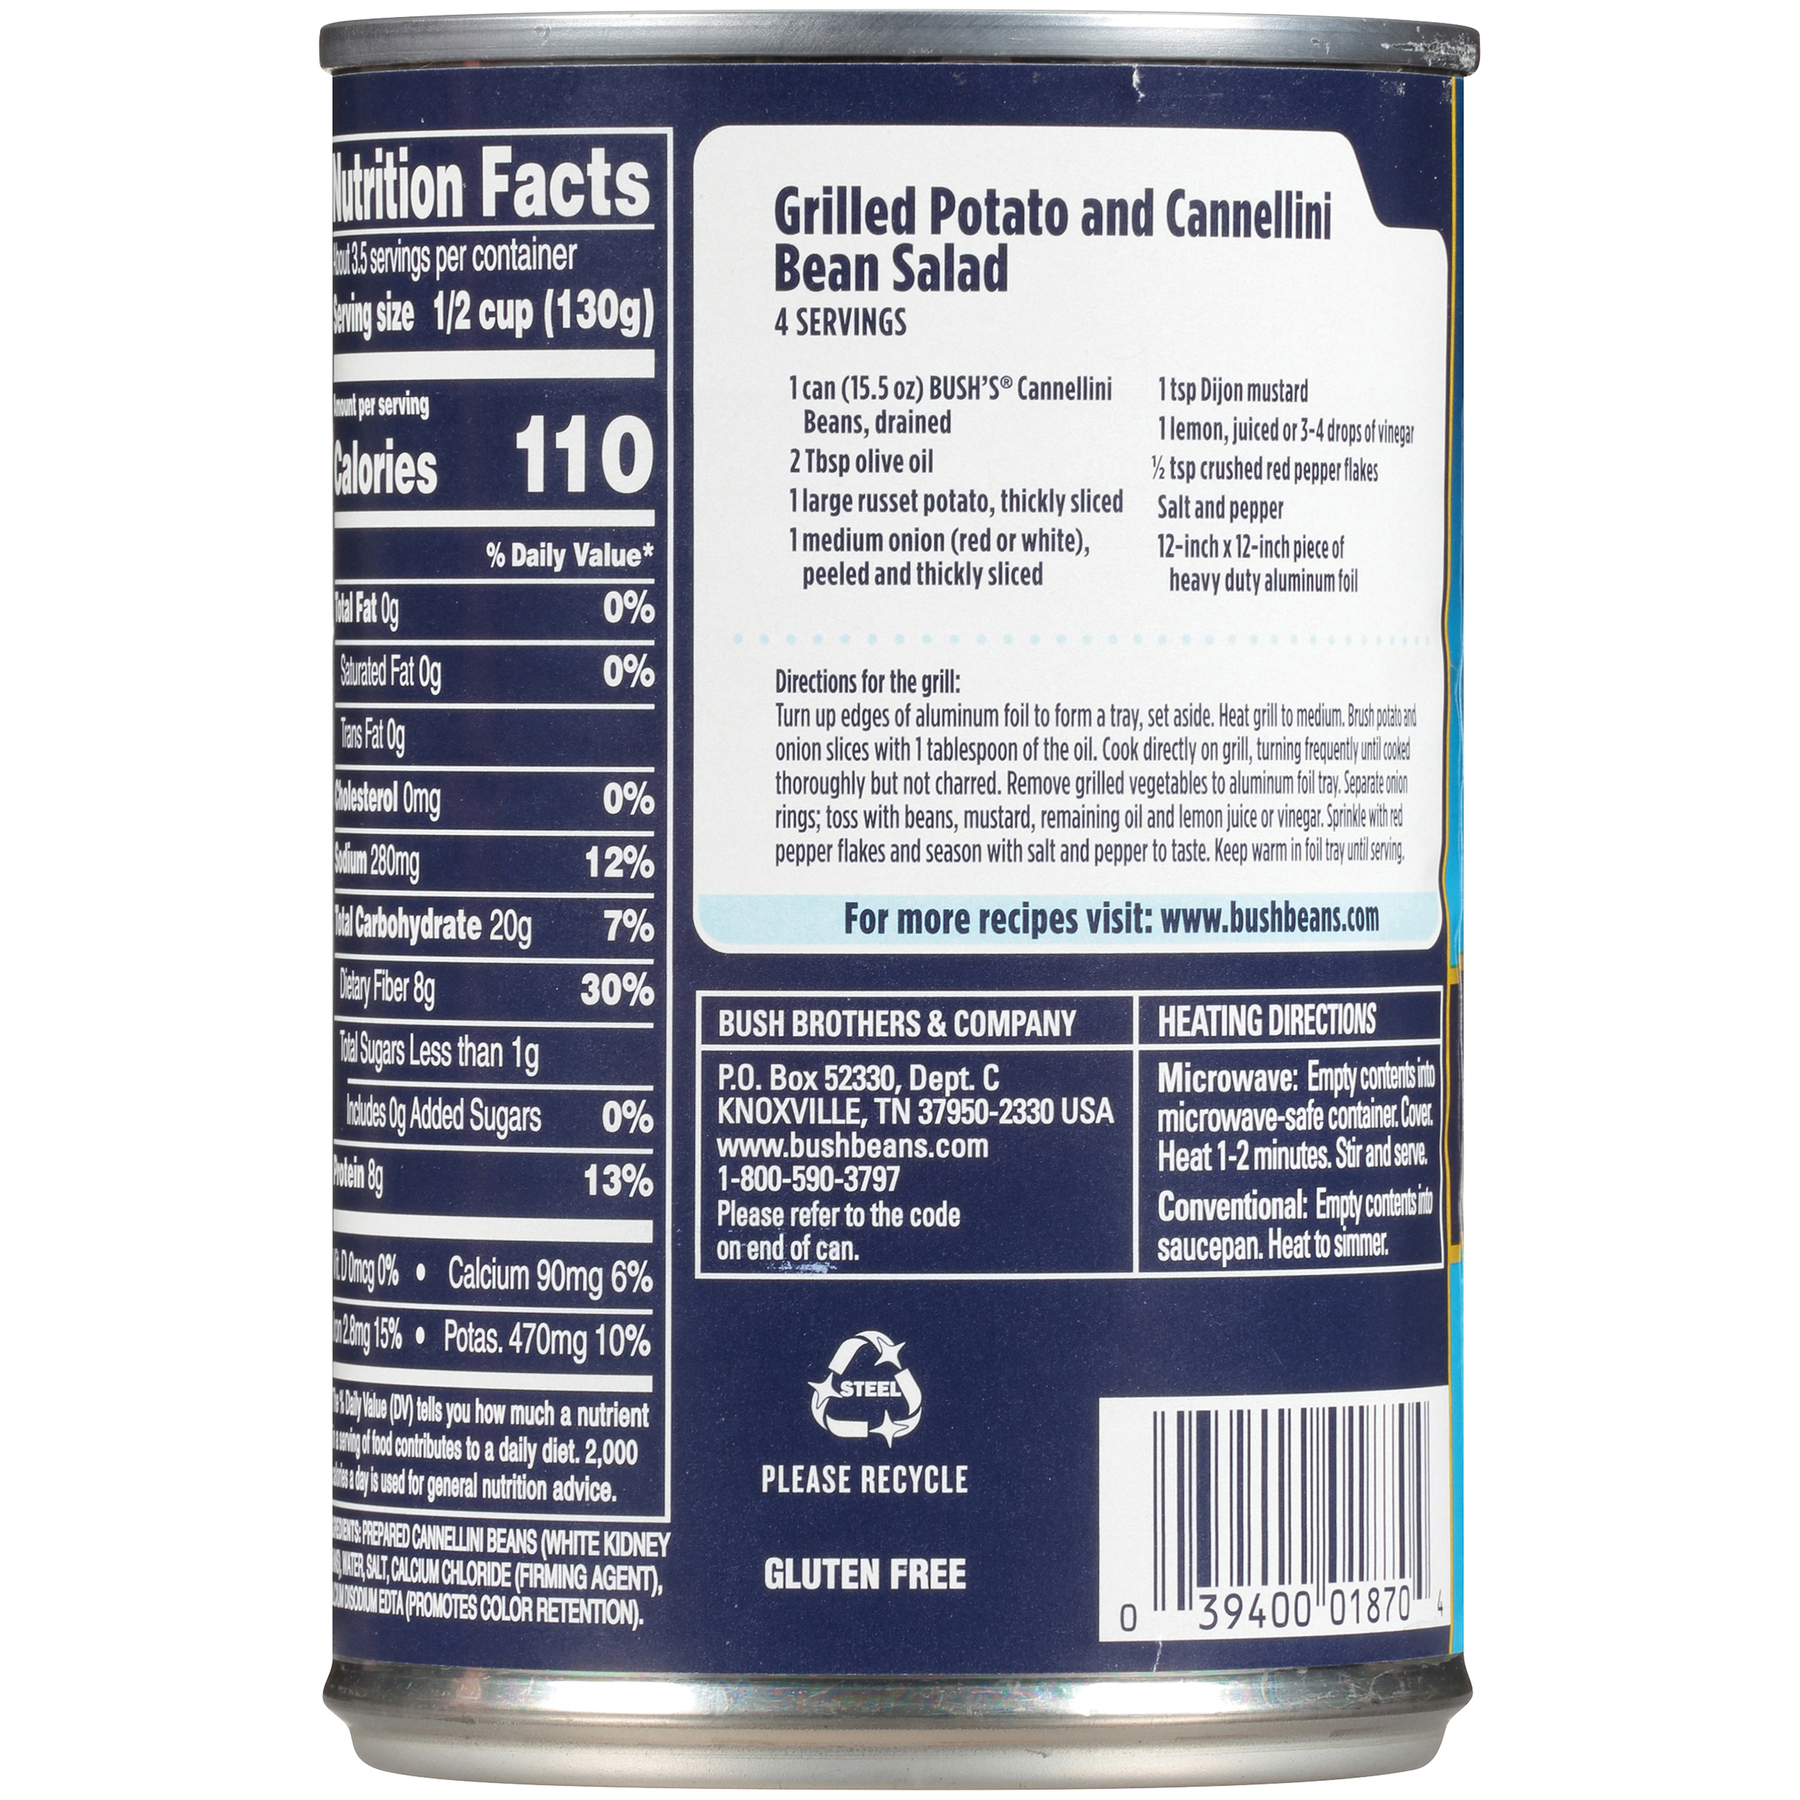 Nutrition Facts
About 3.5 servings per container
Serving size 1/2 cup (130g)
Amount per serving
Calories 110
% Daily Value*
Total Fat 0g 0%
Saturated Fat 0g 0%
Trans Fat 0g
Cholesterol 0mg 0%
Sodium 280mg 12%
Total Carbohydrate 20g 7%
Dietary Fiber 8g 30%
Total Sugars Less than 1g
Includes 0g Added Sugars 0%
Protein 8g 13%
Vit. D 0mcg 0% • Calcium 90mg 6%
Iron 2.8mg 15% • Potas. 470mg 10%
The % Daily Value (DV) tells you how much a nutrient
a serving of food contributes to a daily diet. 2,000
calories a day is used for general nutrition advice.
INGREDIENTS: PREPARED CANNELLINI BEANS (WHITE KIDNEY
WATER, SALT, CALCIUM CHLORIDE (FIRMING AGENT),
DISODIUM EDTA (PROMOTES COLOR RETENTION).
Grilled Potato and Cannellini
Bean Salad
4 SERVINGS
1 can (15.5 oz) BUSH'S® Cannellini
Beans, drained
2 Tbsp olive oil
1 large russet potato, thickly sliced
1 medium onion (red or white),
peeled and thickly sliced
1 tsp Dijon mustard
1 lemon, juiced or 3-4 drops of vinegar
½ tsp crushed red pepper flakes
Salt and pepper
12-inch x 12-inch piece of
heavy duty aluminum foil
Directions for the grill:
Turn up edges of aluminum foil to form a tray, set aside. Heat grill to medium. Brush potato and
onion slices with 1 tablespoon of the oil. Cook directly on grill, turning frequently until cooked
thoroughly but not charred. Remove grilled vegetables to aluminum foil tray. Separate onion
rings; toss with beans, mustard, remaining oil and lemon juice or vinegar. Sprinkle with red
pepper flakes and season with salt and pepper to taste. Keep warm in foil tray until serving.
For more recipes visit: www.bushbeans.com
BUSH BROTHERS & COMPANY
P.O. Box 52330, Dept. C
KNOXVILLE, TN 37950-2330 USA
www.bushbeans.com
1-800-590-3797
Please refer to the code
on end of can.
HEATING DIRECTIONS
Microwave: Empty contents into
microwave-safe container. Cover.
Heat 1-2 minutes. Stir and serve.
Conventional: Empty contents into
saucepan. Heat to simmer.
STEEL
PLEASE RECYCLE
GLUTEN FREE
0 39400 01870 4